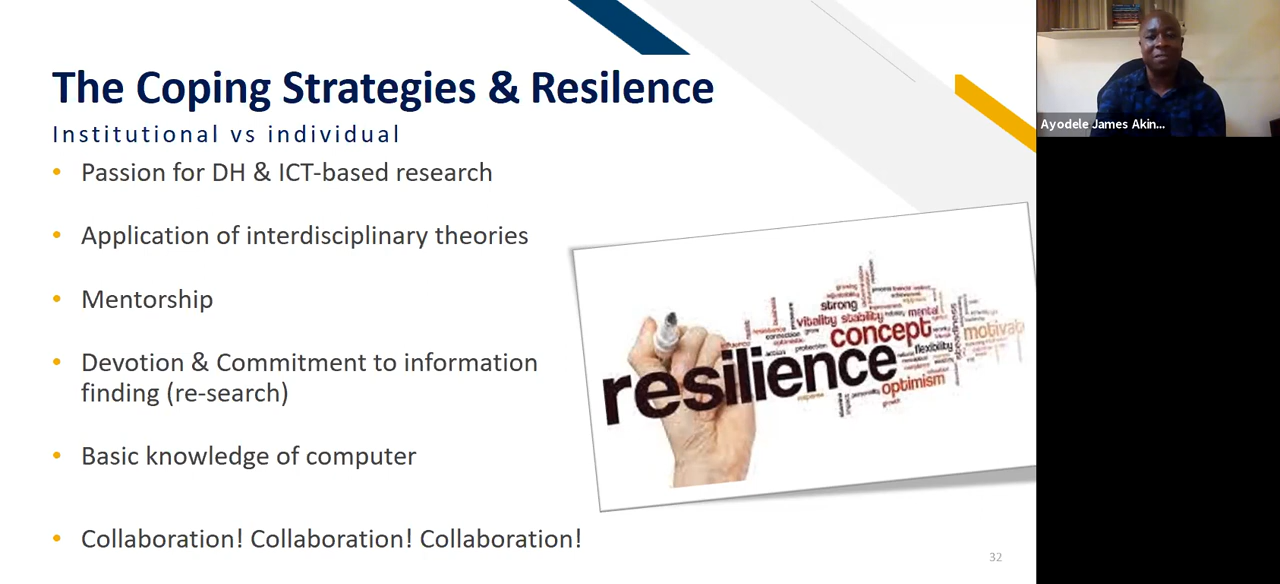 The Coping Strategies & Resilence
Institutional vs individual
• Passion for DH & ICT-based research
• Application of interdisciplinary theories
• Mentorship
• Devotion & Commitment to information
finding (re-search)
• Basic knowledge of computer
• Collaboration! Collaboration! Collaboration!
strong
vitality stability
mental
concept
motivat
resilience
flexibility
optimism
growth
32
Ayodele James Akin...